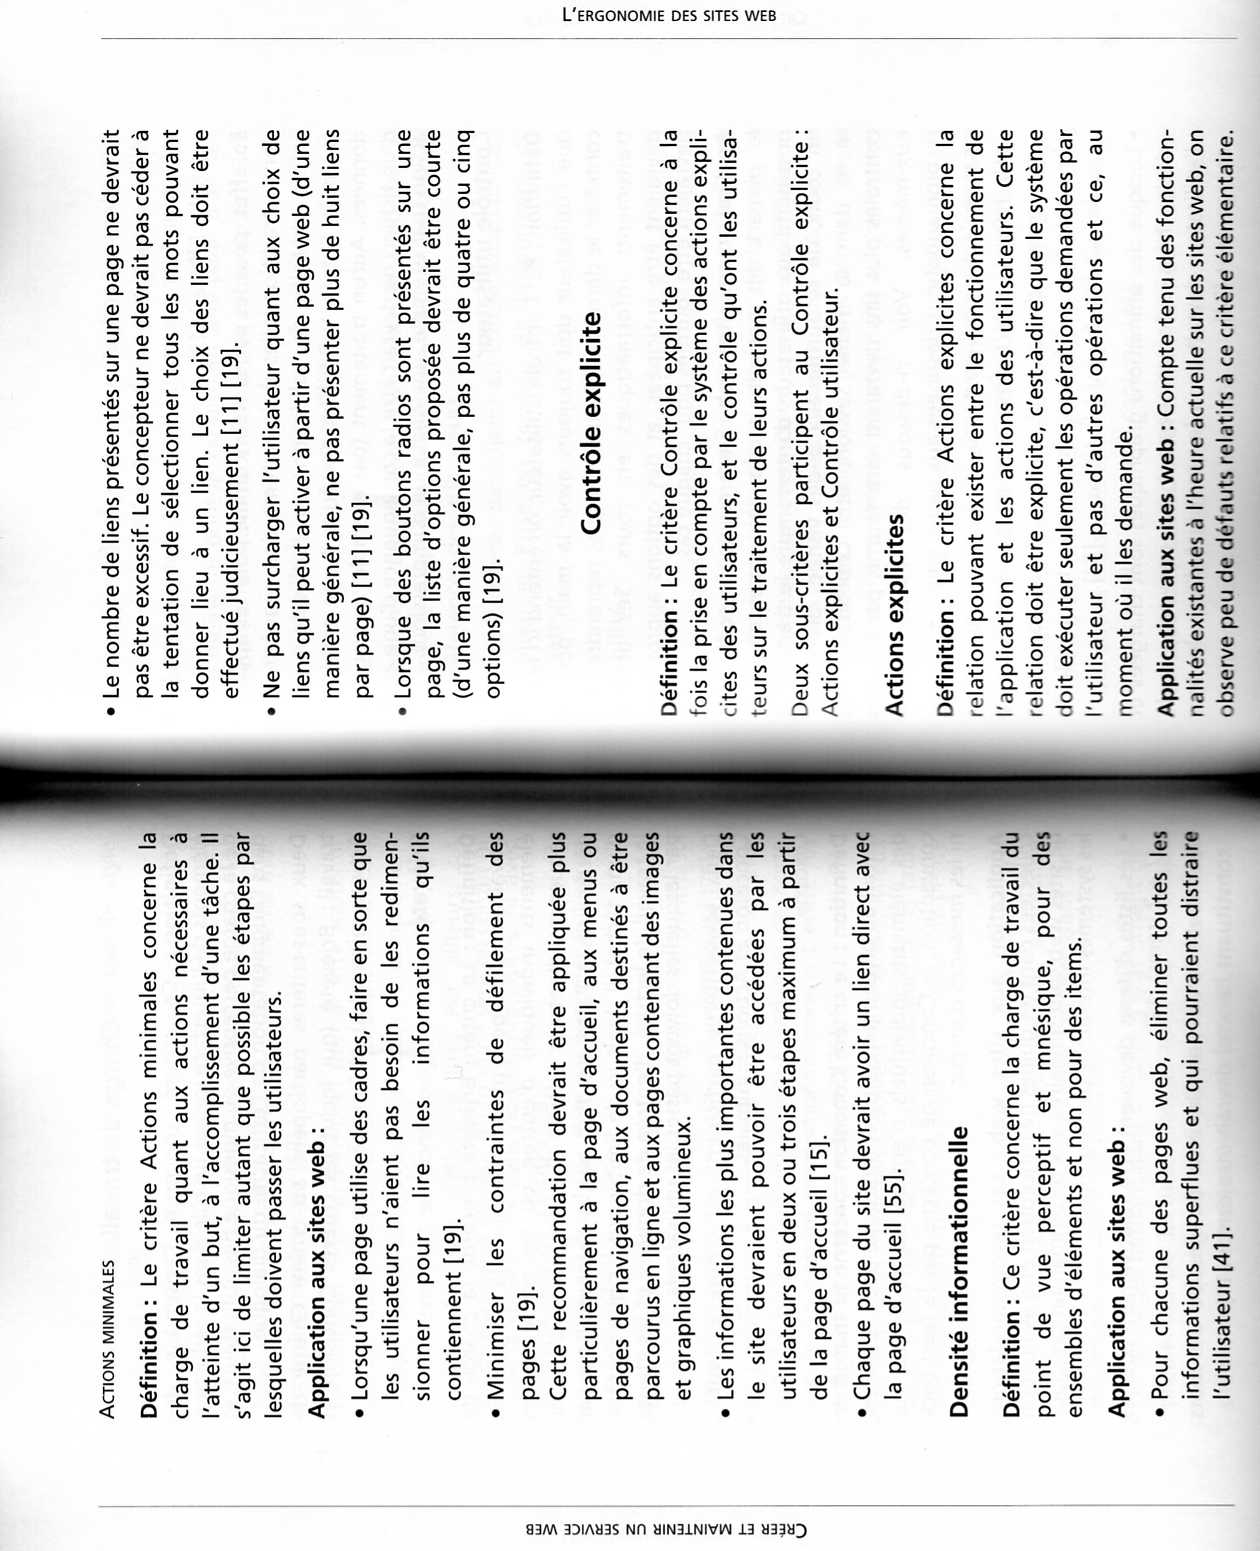 CRÉER ET MAINTENIR UN SERVICE WEB
ACTIONS MINIMALES
Définition : Le critère Actions minimales concerne la
charge de travail quant aux actions nécessaires à
l'atteinte d'un but, à l'accomplissement d'une tâche. Il
s'agit ici de limiter autant que possible les étapes par
lesquelles doivent passer les utilisateurs.
Application aux sites web :
• Lorsqu'une page utilise des cadres, faire en sorte que
les utilisateurs n'aient pas besoin de les redimen-
sionner pour lire les informations qu'ils
contiennent [19].
• Minimiser les contraintes de défilement des
pages [19].
Cette recommandation devrait être appliquée plus
particulièrement à la page d'accueil, aux menus ou
pages de navigation, aux documents destinés à être
parcourus en ligne et aux pages contenant des images
et graphiques volumineux.
• Les informations les plus importantes contenues dans
le site devraient pouvoir être accédées par les
utilisateurs en deux ou trois étapes maximum à partir
de la page d'accueil [15].
• Chaque page du site devrait avoir un lien direct avec
la page d'accueil [55].
Densité informationnelle
Définition : Ce critère concerne la charge de travail du
point de vue perceptif et mnésique, pour des
ensembles d'éléments et non pour des items.
Application aux sites web :
• Pour chacune des pages web, éliminer toutes les
informations superflues et qui pourraient distraire
l'utilisateur [41].
L'ERGONOMIE DES SITES WEB
• Le nombre de liens présentés sur une page ne devrait
pas être excessif. Le concepteur ne devrait pas céder à
la tentation de sélectionner tous les mots pouvant
donner lieu à un lien. Le choix des liens doit être
effectué judicieusement [11] [19].
• Ne pas surcharger l'utilisateur quant aux choix de
liens qu'il peut activer à partir d'une page web (d'une
manière générale, ne pas présenter plus de huit liens
par page) [11] [19].
• Lorsque des boutons radios sont présentés sur une
page, la liste d'options proposée devrait être courte
(d'une manière générale, pas plus de quatre ou cinq
options) [19].
Contrôle explicite
Définition : Le critère Contrôle explicite concerne à la
fois la prise en compte par le système des actions expli-
cites des utilisateurs, et le contrôle qu'ont les utilisa-
teurs sur le traitement de leurs actions.
Deux sous-critères participent au Contrôle explicite :
Actions explicites et Contrôle utilisateur.
Actions explicites
Définition : Le critère Actions explicites concerne la
relation pouvant exister entre le fonctionnement de
l'application et les actions des utilisateurs. Cette
relation doit être explicite, c'est-à-dire que le système
doit exécuter seulement les opérations demandées par
l'utilisateur et pas d'autres opérations et ce, au
moment où il les demande.
Application aux sites web : Compte tenu des fonction-
nalités existantes à l'heure actuelle sur les sites web, on
observe peu de défauts relatifs à ce critère élémentaire.